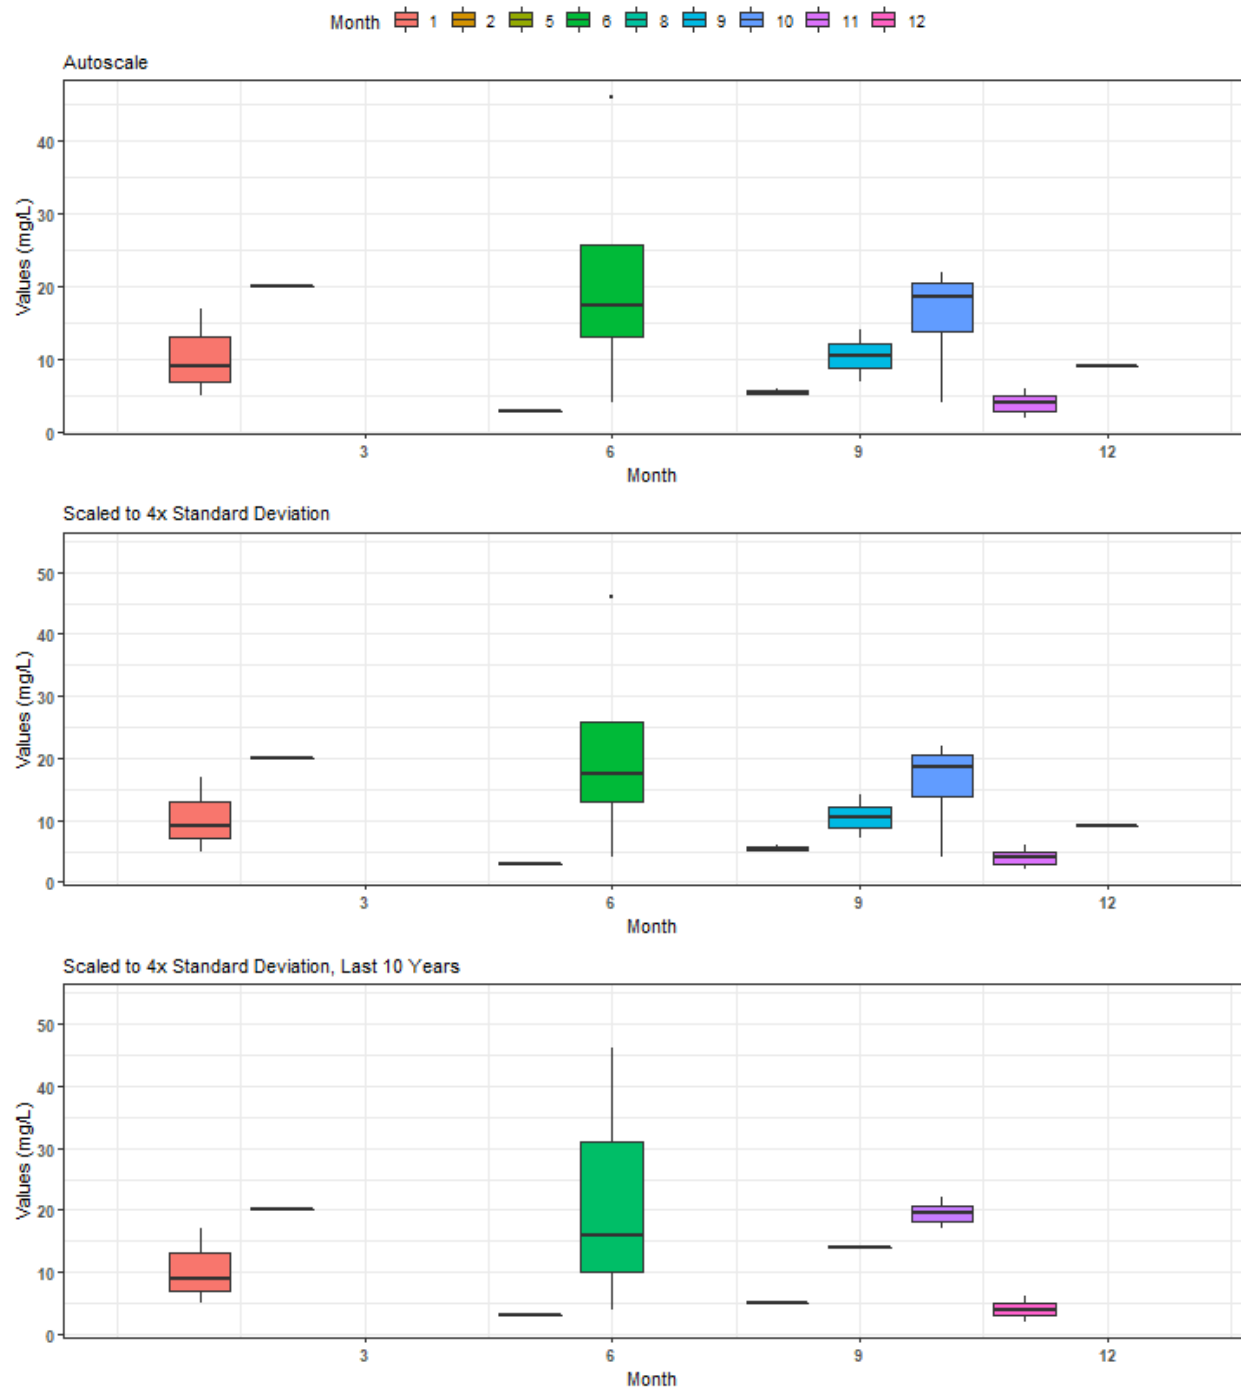 Month 1 2 5 6 8 9 10 11 12
Autoscale
Values (mg/L)
40
30
20
10
0
3 6 9 12
Month
Scaled to 4x Standard Deviation
Values (mg/L)
50
40
30
20
10
0
3 6 9 12
Month
Scaled to 4x Standard Deviation, Last 10 Years
Values (mg/L)
50
40
30
20
10
0
3 6 9 12
Month